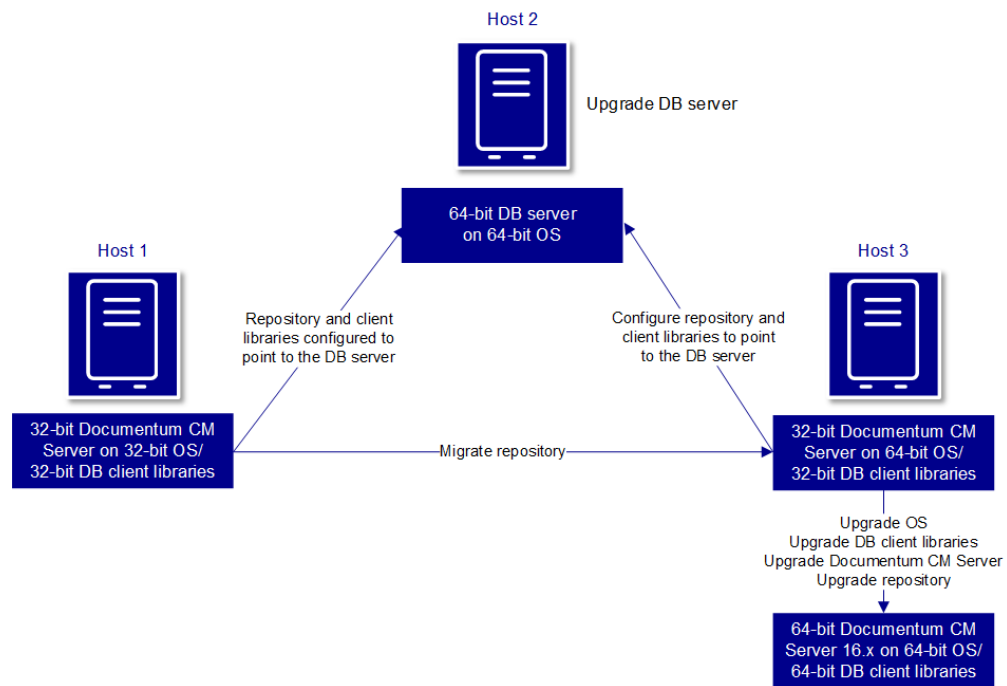 Host 2
Upgrade DB server
64-bit DB server
on 64-bit OS
Host 1
Host 3
Repository and client
libraries configured to
point to the DB server
Configure repository and
client libraries to point
to the DB server
32-bit Documentum CM
Server on 32-bit OS/
32-bit DB client libraries
Migrate repository
32-bit Documentum CM
Server on 64-bit OS/
32-bit DB client libraries
Upgrade OS
Upgrade DB client libraries
Upgrade Documentum CM Server
Upgrade repository
64-bit Documentum CM
Server 16.x on 64-bit OS/
64-bit DB client libraries